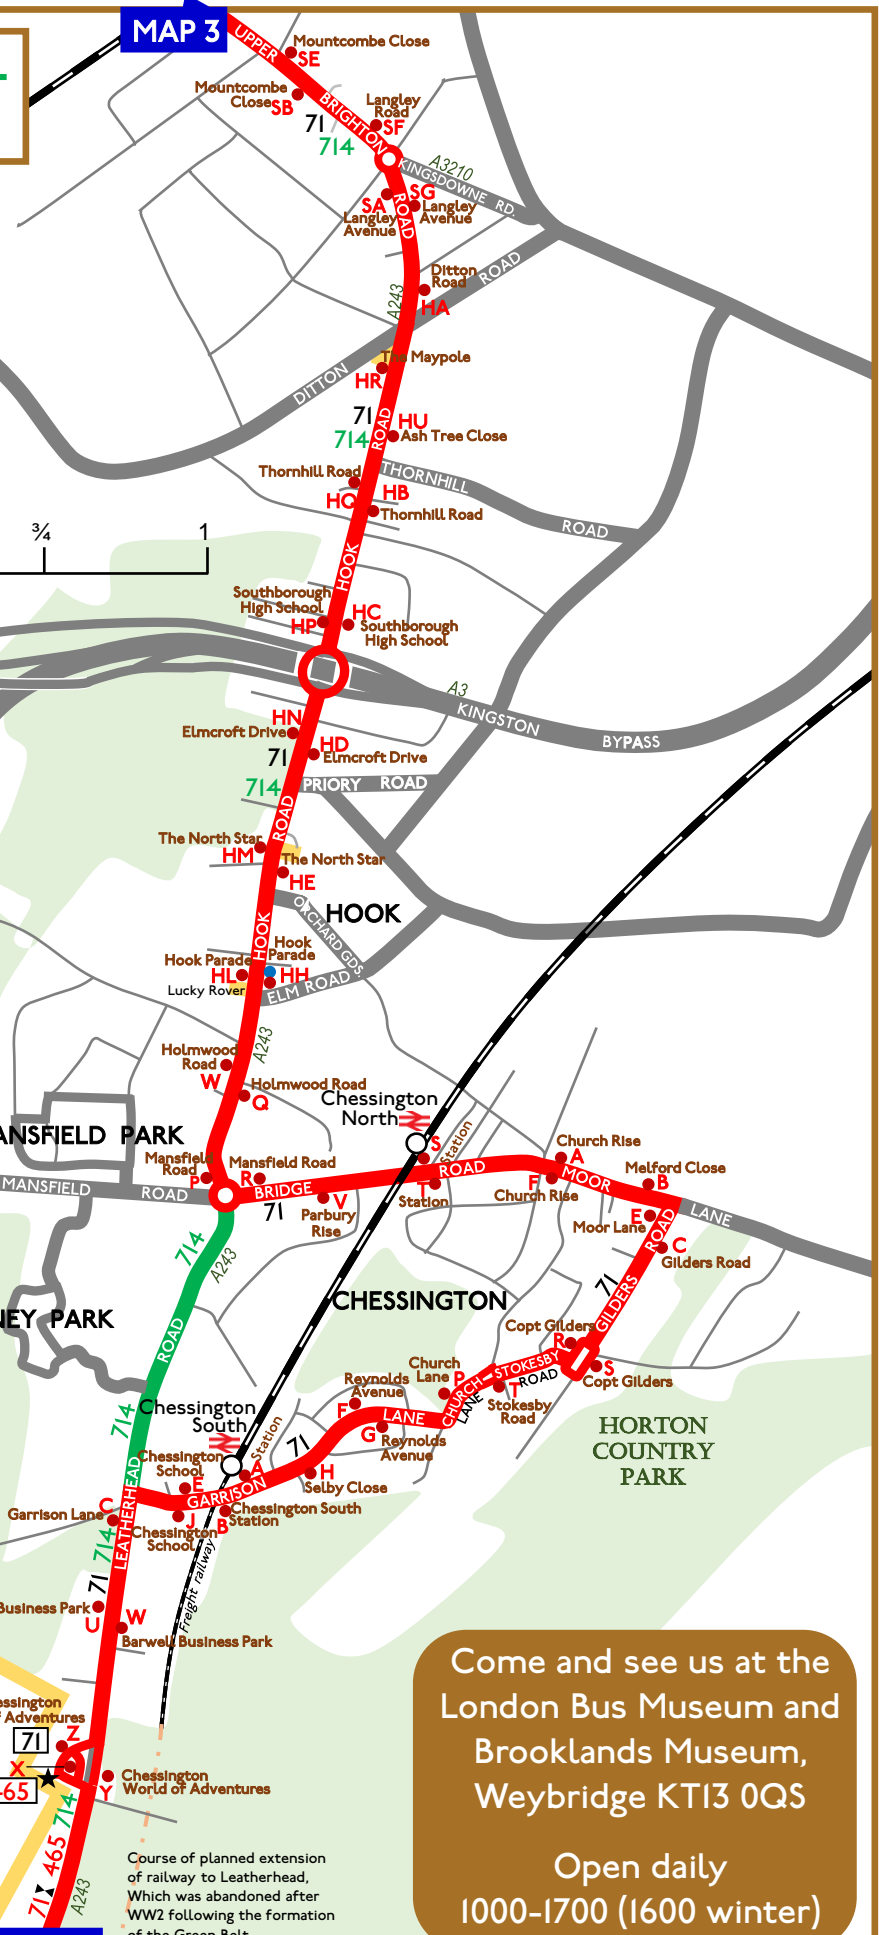 MAP 3
UPPER
BRIGHTON
ROAD
Mountcombe Close
SE
Mountcombe
Close
SB
Langley
Road
SF
71
714
A3210
KINGSDOWNE RD.
SA
SG
Langley
Avenue
Langley
Avenue
Ditton
Road
HA
A243
DITTON
ROAD
The Maypole
HR
71
714
HU
Ash Tree Close
ROAD
Thornhill Road
HQ
HB
Thornhill Road
THORNHILL
ROAD
¾
1
HOOK
Southborough
High School
HP
HC
Southborough
High School
A3
KINGSTON
BYPASS
HN
Elmcroft Drive
HD
Elmcroft Drive
71
714
PRIORY ROAD
ROAD
The North Star
HM
The North Star
HE
HOOK
HOOK
ORCHARD GDS.
Hook
Parade
Hook Parade
HL
HH
Lucky Rover
ELM ROAD
A243
Holmwood
Road
W
Holmwood Road
Q
Chessington
North
S
Station
ANSFIELD PARK
Mansfield
Road
P
Mansfield Road
R
MANSFIELD ROAD
BRIDGE
ROAD
71
V
Parbury
Rise
T
Station
Church Rise
A
F
Church Rise
MOOR
LANE
Melford Close
B
E
Moor Lane
C
Gilders Road
ROAD
GILDERS
71
714
A243
ROAD
CHESSINGTON
NEY PARK
Copt Gilders
R
S
Copt Gilders
STOKESBY
ROAD
T
Stokesby
Road
Church
Lane
P
CHURCH
LANE
Reynolds
Avenue
F
LANE
G
Reynolds
Avenue
HORTON
COUNTRY
PARK
Chessington
South
Station
714
71
A
H
Selby Close
Chessington
School
E
GARRISON
J
Chessington
School
B
Chessington South
Station
LEATHERHEAD
C
Garrison Lane
714
Freight railway
71
Business Park
U
W
Barwell Business Park
essington
f Adventures
Z
71
X
Y
Chessington
World of Adventures
465
714
71
465
A243
Course of planned extension
of railway to Leatherhead,
Which was abandoned after
WW2 following the formation
of the Green Belt
Come and see us at the
London Bus Museum and
Brooklands Museum,
Weybridge KT13 0QS
Open daily
1000-1700 (1600 winter)